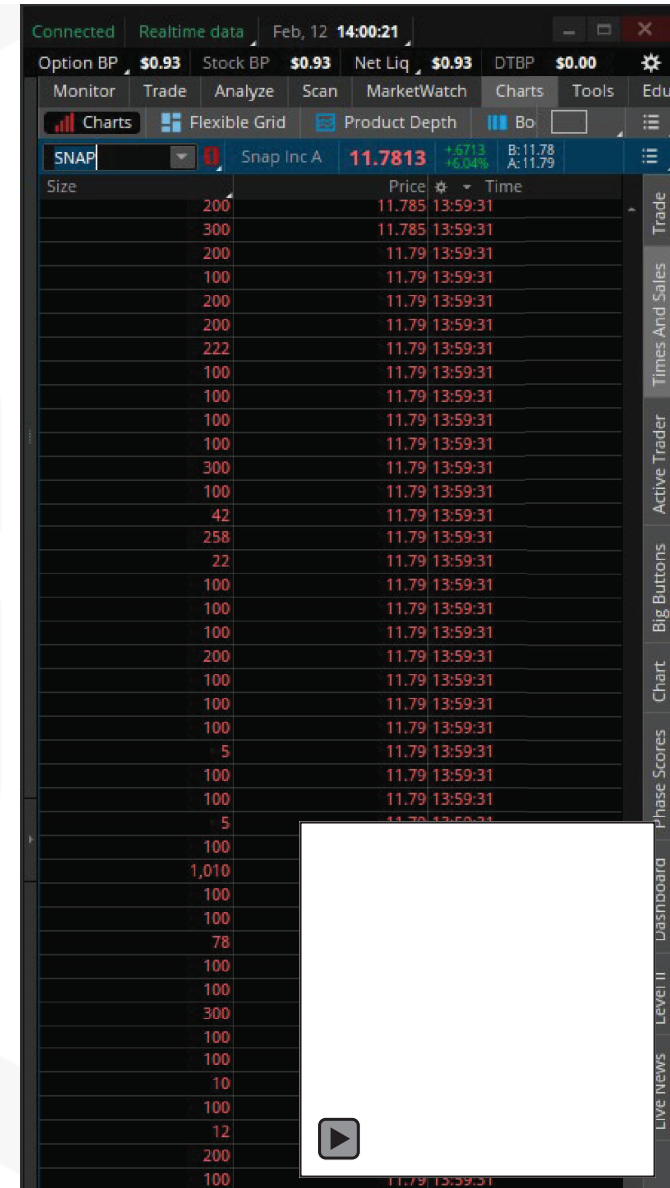 Connected Realtime data Feb, 12 14:00:21
Option BP $0.93 Stock BP $0.93 Net Liq $0.93 DTBP $0.00
Monitor Trade Analyze Scan MarketWatch Charts Tools Edu
Charts Flexible Grid Product Depth Bo
SNAP Snap Inc A 11.7813 +.6713 +6.04% B: 11.78 A: 11.79
Size Price Time
200 11.785 13:59:31
300 11.785 13:59:31
200 11.79 13:59:31
100 11.79 13:59:31
200 11.79 13:59:31
200 11.79 13:59:31
222 11.79 13:59:31
100 11.79 13:59:31
100 11.79 13:59:31
100 11.79 13:59:31
100 11.79 13:59:31
300 11.79 13:59:31
100 11.79 13:59:31
42 11.79 13:59:31
258 11.79 13:59:31
22 11.79 13:59:31
100 11.79 13:59:31
100 11.79 13:59:31
100 11.79 13:59:31
200 11.79 13:59:31
100 11.79 13:59:31
100 11.79 13:59:31
100 11.79 13:59:31
5 11.79 13:59:31
100 11.79 13:59:31
100 11.79 13:59:31
5 11.79 13:59:31
100
1,010
100
100
78
100
100
300
100
100
10
100
12
200
100 11.79 13:59:31
Trade
Times And Sales
Active Trader
Big Buttons
Chart
Phase Scores
Dashboard
Level II
Live News